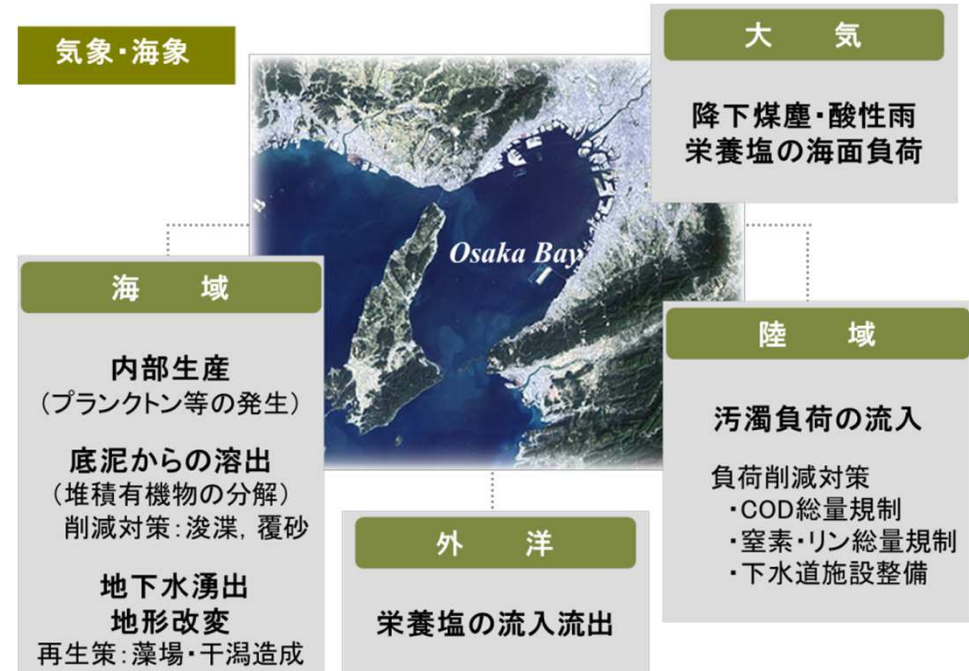 気象・海象
大　気
降下煤塵・酸性雨
栄養塩の海面負荷
Osaka Bay
海　域
内部生産
（プランクトン等の発生）
底泥からの溶出
（堆積有機物の分解）
削減対策：浚渫，覆砂
地下水湧出
地形改変
再生策：藻場・干潟造成
外　洋
栄養塩の流入流出
陸　域
汚濁負荷の流入
負荷削減対策
・COD総量規制
・窒素・リン総量規制
・下水道施設整備